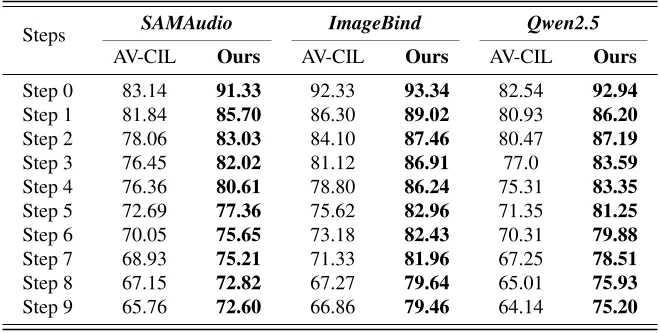 Steps SAMAudio ImageBind Qwen2.5
AV-CIL Ours AV-CIL Ours AV-CIL Ours
Step 0 83.14 91.33 92.33 93.34 82.54 92.94
Step 1 81.84 85.70 86.30 89.02 80.93 86.20
Step 2 78.06 83.03 84.10 87.46 80.47 87.19
Step 3 76.45 82.02 81.12 86.91 77.0 83.59
Step 4 76.36 80.61 78.80 86.24 75.31 83.35
Step 5 72.69 77.36 75.62 82.96 71.35 81.25
Step 6 70.05 75.65 73.18 82.43 70.31 79.88
Step 7 68.93 75.21 71.33 81.96 67.25 78.51
Step 8 67.15 72.82 67.27 79.64 65.01 75.93
Step 9 65.76 72.60 66.86 79.46 64.14 75.20